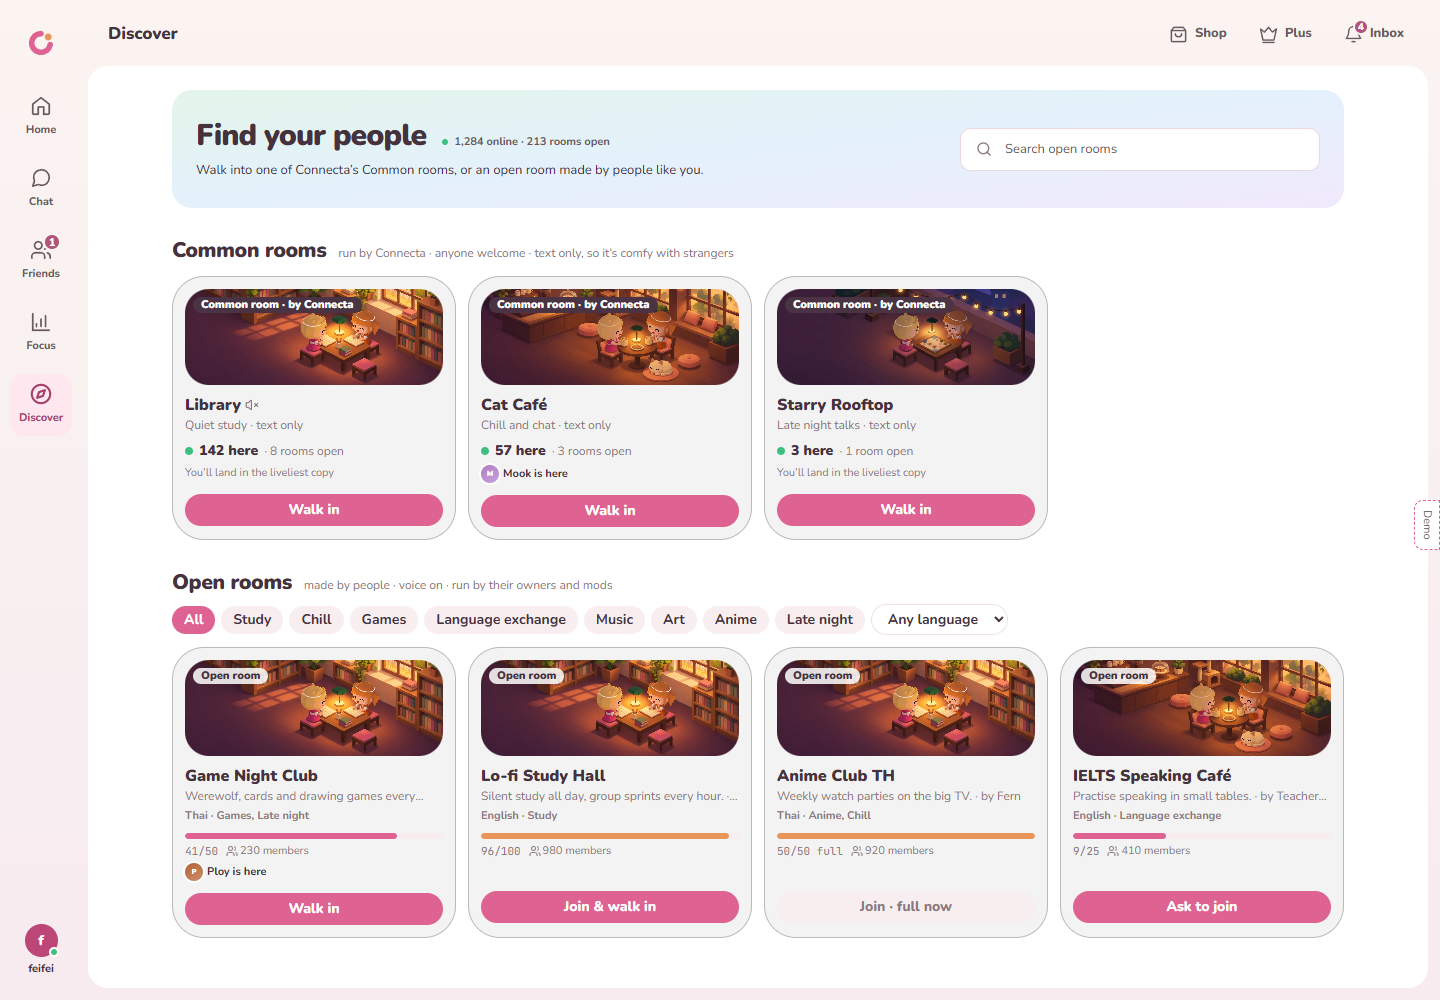 Discover
Shop
Plus
4
Inbox
Home
Chat
1
Friends
Focus
Discover
f
feifei
Find your people
1,284 online · 213 rooms open
Walk into one of Connecta's Common rooms, or an open room made by people like you.
Search open rooms
Common rooms
run by Connecta · anyone welcome · text only, so it's comfy with strangers
Common room · by Connecta
Library
Quiet study · text only
142 here · 8 rooms open
You'll land in the liveliest copy
Walk in
Common room · by Connecta
Cat Café
Chill and chat · text only
57 here · 3 rooms open
M Mook is here
Walk in
Common room · by Connecta
Starry Rooftop
Late night talks · text only
3 here · 1 room open
You'll land in the liveliest copy
Walk in
Demo
Open rooms
made by people · voice on · run by their owners and mods
All
Study
Chill
Games
Language exchange
Music
Art
Anime
Late night
Any language
Open room
Game Night Club
Werewolf, cards and drawing games every...
Thai · Games, Late night
41/50 230 members
P Ploy is here
Walk in
Open room
Lo-fi Study Hall
Silent study all day, group sprints every hour. ·...
English · Study
96/100 980 members
Join & walk in
Open room
Anime Club TH
Weekly watch parties on the big TV. · by Fern
Thai · Anime, Chill
50/50 full 920 members
Join · full now
Open room
IELTS Speaking Café
Practise speaking in small tables. · by Teacher...
English · Language exchange
9/25 410 members
Ask to join